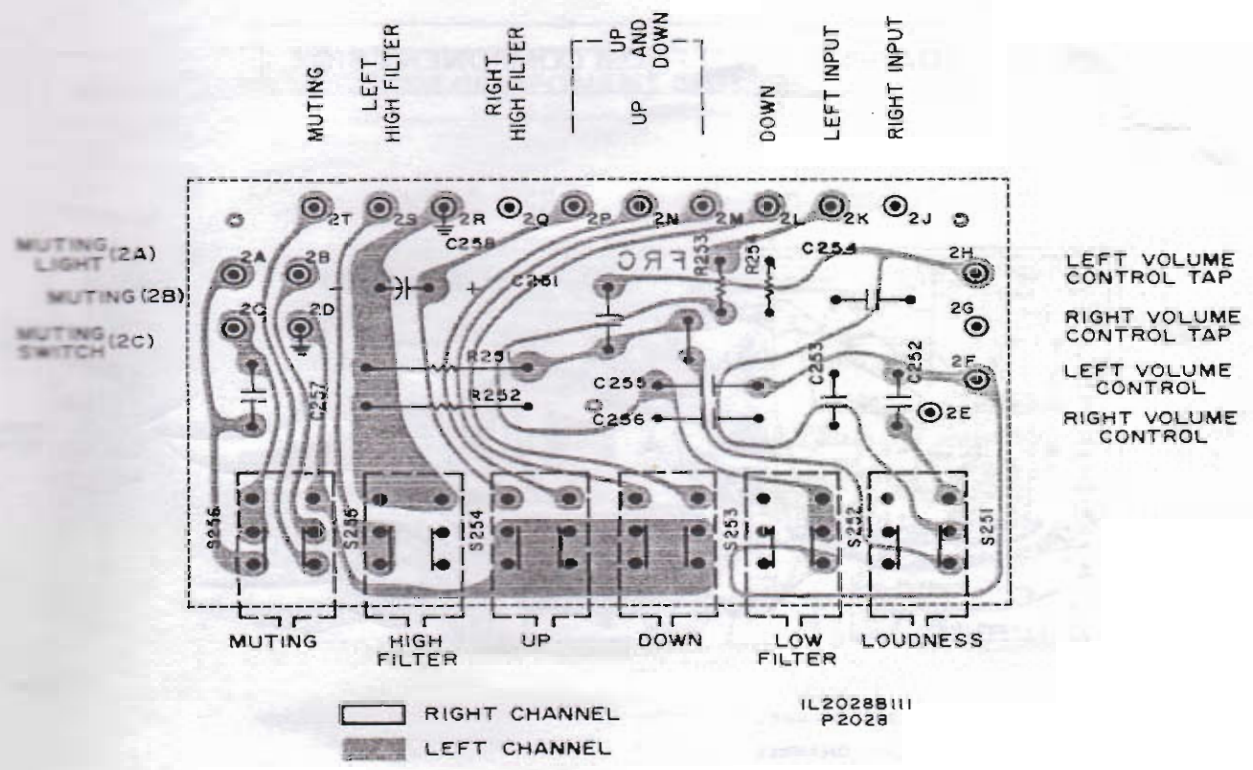 MUTING
LEFT
HIGH FILTER
RIGHT
HIGH FILTER
UP
AND
DOWN
UP
DOWN
LEFT INPUT
RIGHT INPUT
2T
2S
2R
2Q
2P
2N
2M
2L
2K
2J
MUTING
LIGHT (2A)
MUTING (2B)
MUTING
SWITCH (2C)
2A
2B
2C
2D
C258
- +
C251
FRC
R253
R254
C254
2H
2G
2F
2E
LEFT VOLUME
CONTROL TAP
RIGHT VOLUME
CONTROL TAP
LEFT VOLUME
CONTROL
RIGHT VOLUME
CONTROL
R251
R252
C257
C255
C256
C253
C252
S256
S255
S254
S253
S252
S251
MUTING
HIGH
FILTER
UP
DOWN
LOW
FILTER
LOUDNESS
RIGHT CHANNEL
LEFT CHANNEL
IL2028B111
P2028